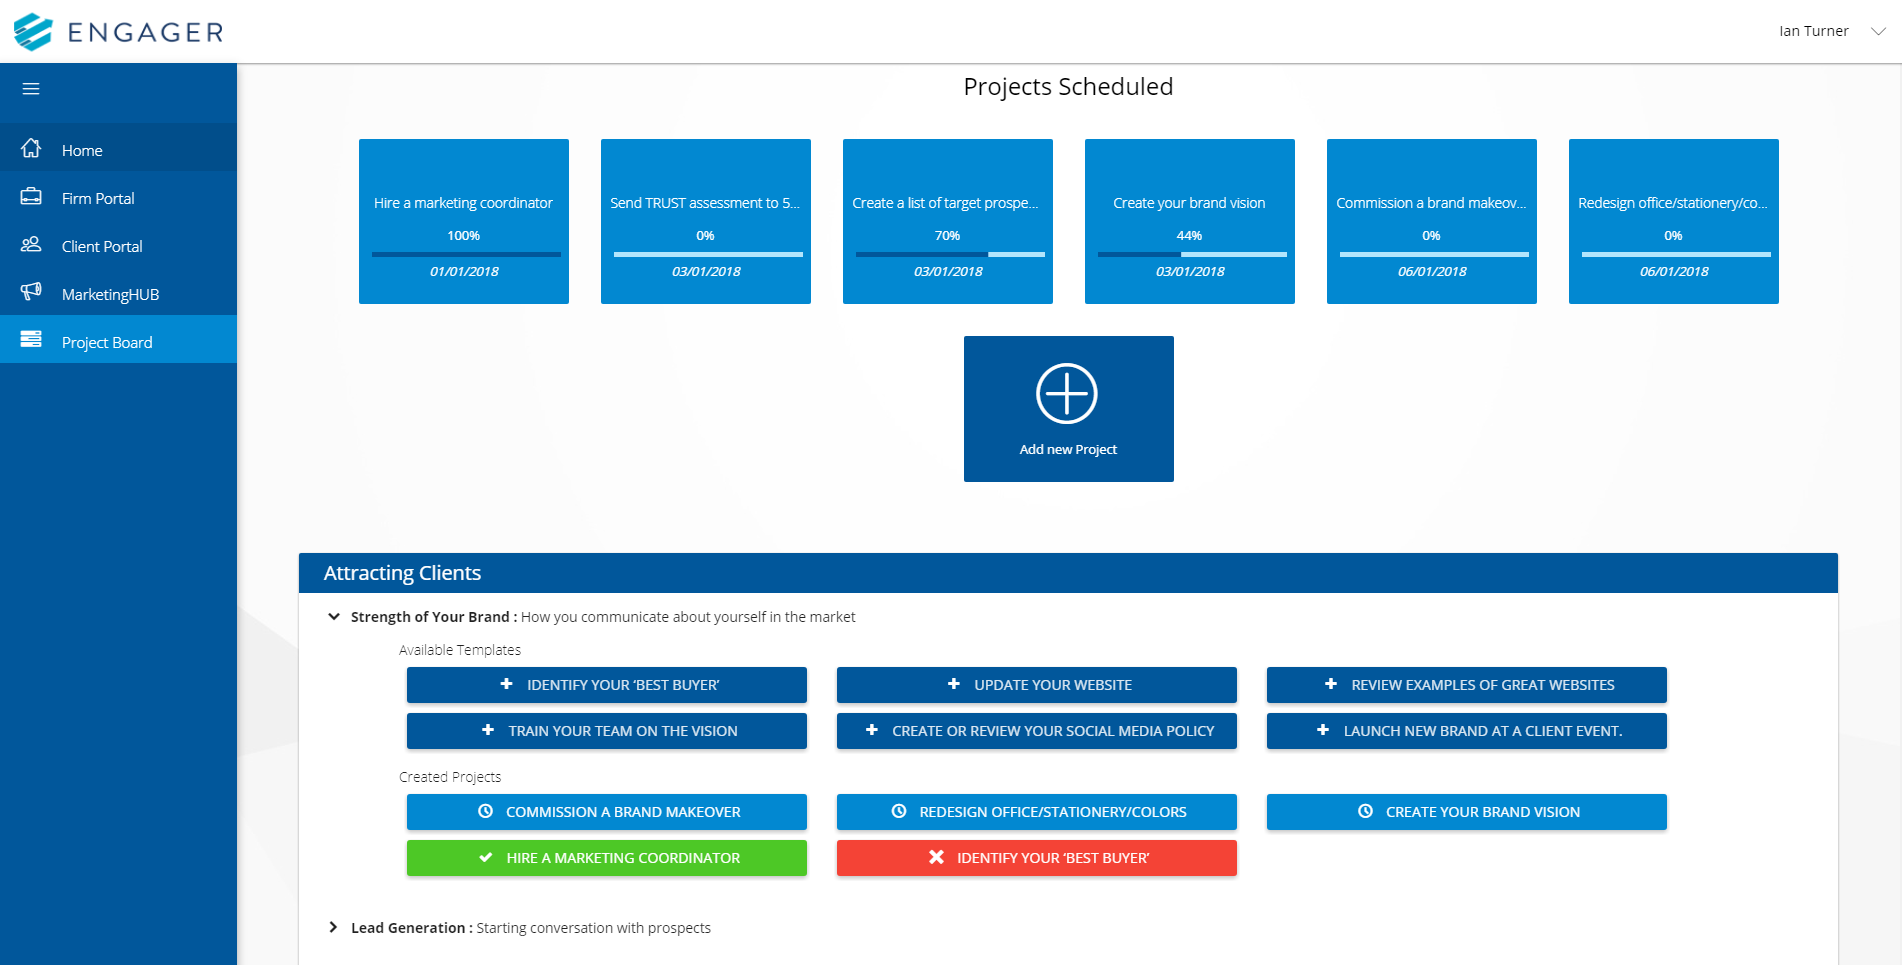 ENGAGER
Ian Turner
Home
Firm Portal
Client Portal
MarketingHUB
Project Board
Projects Scheduled
Hire a marketing coordinator
100%
01/01/2018
Send TRUST assessment to 5...
0%
03/01/2018
Create a list of target prospe...
70%
03/01/2018
Create your brand vision
44%
03/01/2018
Commission a brand makeov...
0%
06/01/2018
Redesign office/stationery/co...
0%
06/01/2018
Add new Project
Attracting Clients
Strength of Your Brand : How you communicate about yourself in the market
Available Templates
IDENTIFY YOUR ‘BEST BUYER’
UPDATE YOUR WEBSITE
REVIEW EXAMPLES OF GREAT WEBSITES
TRAIN YOUR TEAM ON THE VISION
CREATE OR REVIEW YOUR SOCIAL MEDIA POLICY
LAUNCH NEW BRAND AT A CLIENT EVENT.
Created Projects
COMMISSION A BRAND MAKEOVER
REDESIGN OFFICE/STATIONERY/COLORS
CREATE YOUR BRAND VISION
HIRE A MARKETING COORDINATOR
IDENTIFY YOUR ‘BEST BUYER’
Lead Generation : Starting conversation with prospects